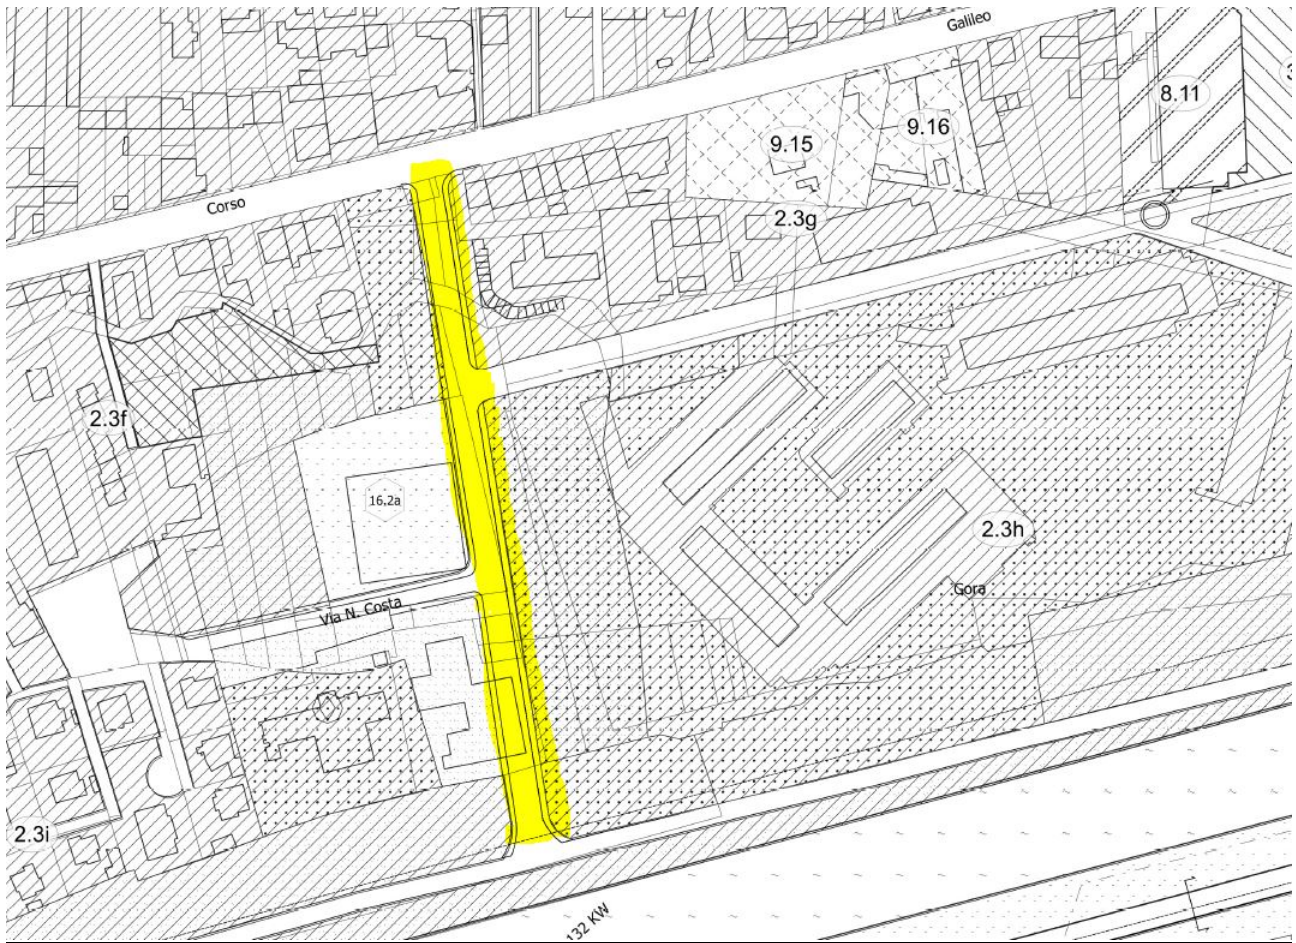 Galileo
8.11
9.16
9.15
Corso
2.3g
2.3f
16.2a
2.3h
Gora
Via N. Costa
2.3i
132 KW